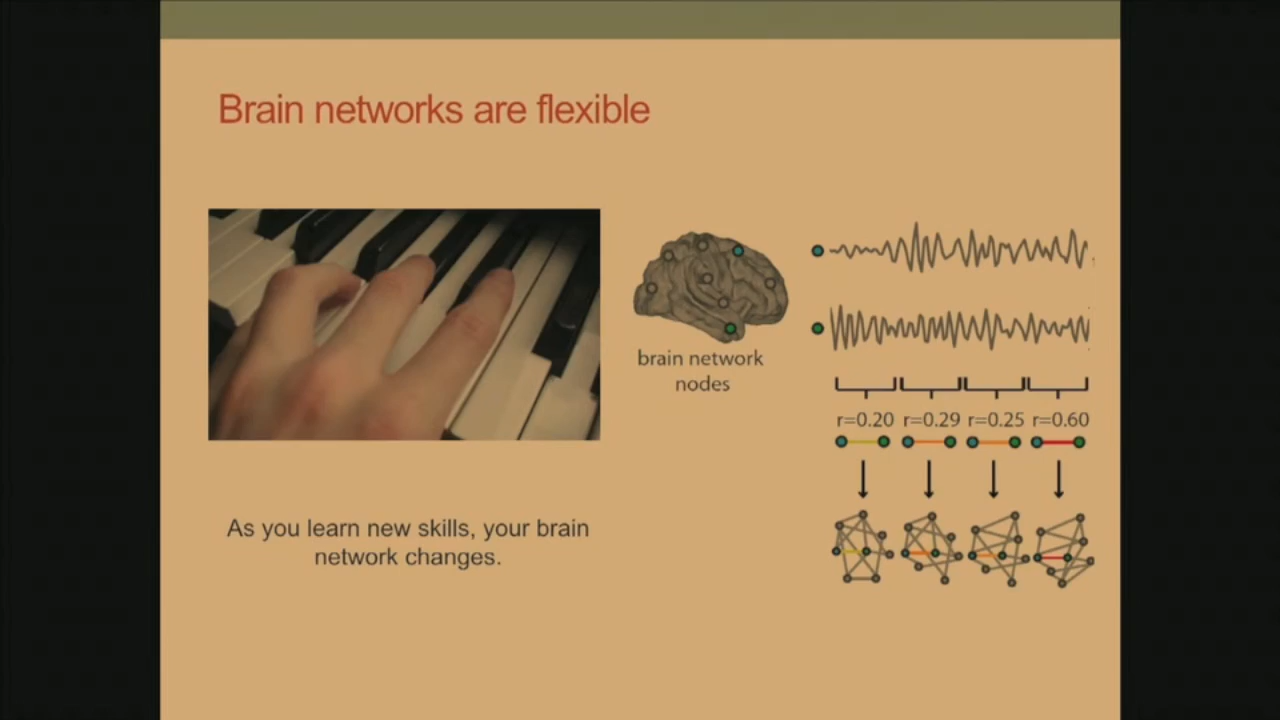 Brain networks are flexible
brain network
nodes
r=0.20 r=0.29 r=0.25 r=0.60
As you learn new skills, your brain
network changes.